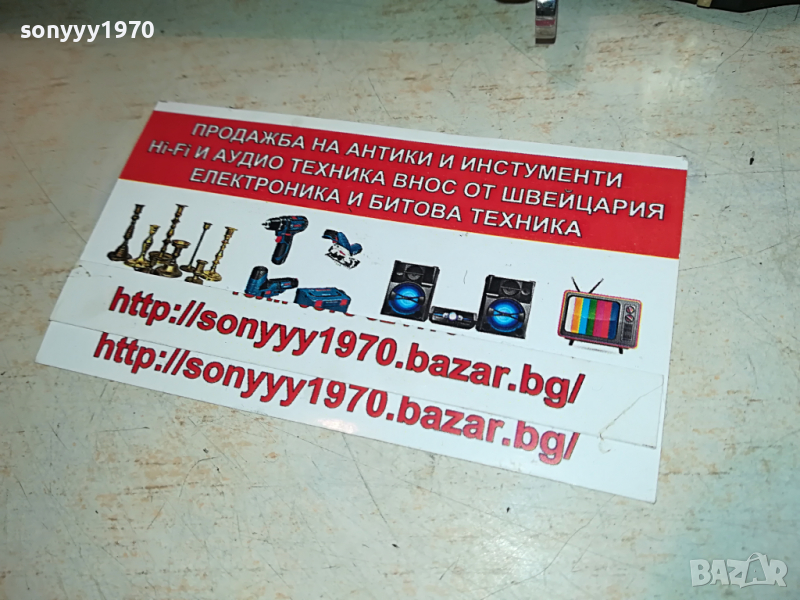 sonyyy1970
ПРОДАЖБА НА АНТИКИ И ИНСТУМЕНТИ
Hi-Fi И АУДИО ТЕХНИКА ВНОС ОТ ШВЕЙЦАРИЯ
ЕЛЕКТРОНИКА И БИТОВА ТЕХНИКА
http://sonyyy1970.bazar.bg/
http://sonyyy1970.bazar.bg/
BAZAR